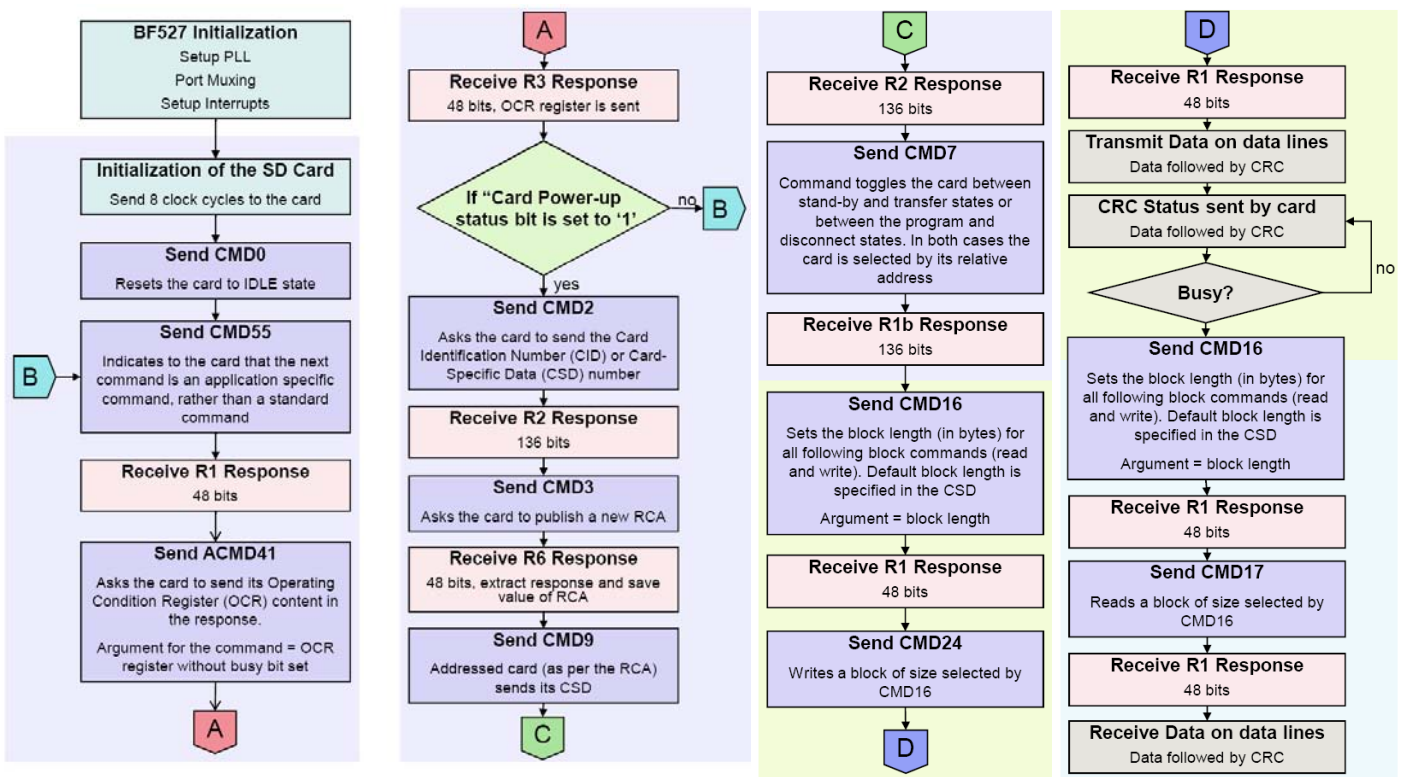 BF527 Initialization
Setup PLL
Port Muxing
Setup Interrupts
Initialization of the SD Card
Send 8 clock cycles to the card
Send CMD0
Resets the card to IDLE state
Send CMD55
Indicates to the card that the next
command is an application specific
command, rather than a standard
command
B
Receive R1 Response
48 bits
Send ACMD41
Asks the card to send its Operating
Condition Register (OCR) content in
the response.
Argument for the command = OCR
register without busy bit set
A
A
Receive R3 Response
48 bits, OCR register is sent
If “Card Power-up
status bit is set to ‘1’
no
B
yes
Send CMD2
Asks the card to send the Card
Identification Number (CID) or Card-
Specific Data (CSD) number
Receive R2 Response
136 bits
Send CMD3
Asks the card to publish a new RCA
Receive R6 Response
48 bits, extract response and save
value of RCA
Send CMD9
Addressed card (as per the RCA)
sends its CSD
C
C
Receive R2 Response
136 bits
Send CMD7
Command toggles the card between
stand-by and transfer states or
between the program and
disconnect states. In both cases the
card is selected by its relative
address
Receive R1b Response
136 bits
Send CMD16
Sets the block length (in bytes) for
all following block commands (read
and write). Default block length is
specified in the CSD
Argument = block length
Receive R1 Response
48 bits
Send CMD24
Writes a block of size selected by
CMD16
D
D
Receive R1 Response
48 bits
Transmit Data on data lines
Data followed by CRC
CRC Status sent by card
Data followed by CRC
no
Busy?
Send CMD16
Sets the block length (in bytes) for
all following block commands (read
and write). Default block length is
specified in the CSD
Argument = block length
Receive R1 Response
48 bits
Send CMD17
Reads a block of size selected by
CMD16
Receive R1 Response
48 bits
Receive Data on data lines
Data followed by CRC